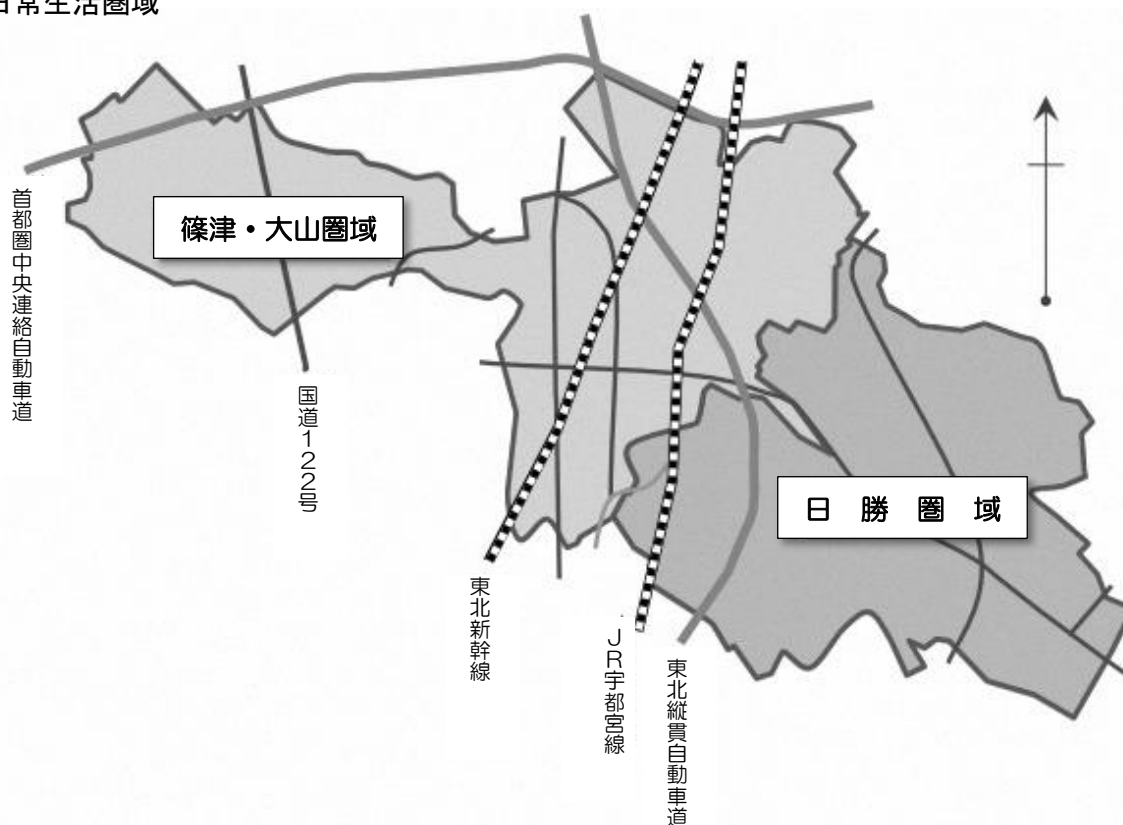 日常生活圏域
篠津・大山圏域
首都圏中央連絡自動車道
国道122号
日勝圏域
東北新幹線
JR宇都宮線
東北縦貫自動車道